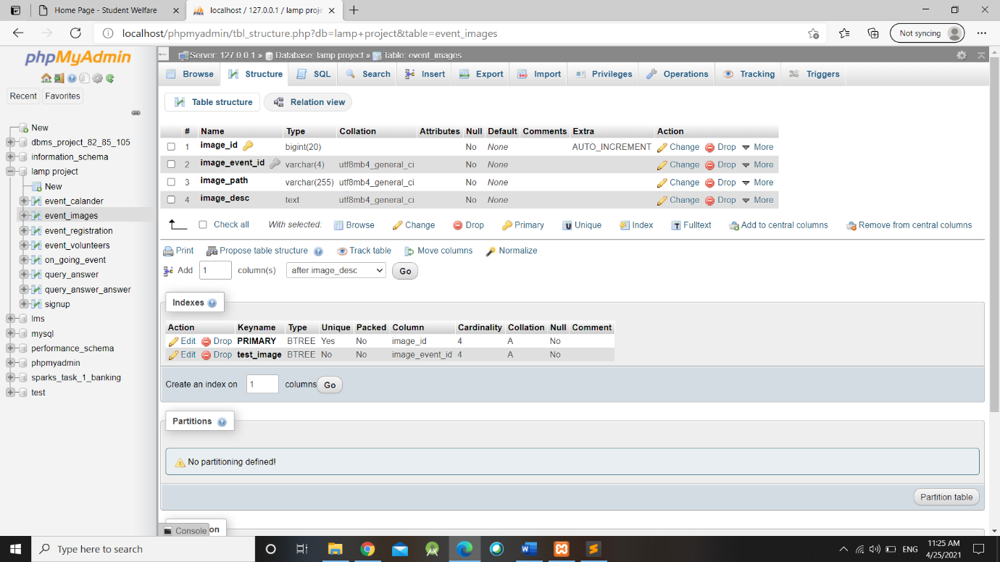 Home Page - Student Welfare
localhost / 127.0.0.1 / lamp proje
localhost/phpmyadmin/tbl_structure.php?db=lamp+project&table=event_images
Not syncing
phpMyAdmin
Recent Favorites
New
dbms_project_82_85_105
information_schema
lamp project
New
event_calander
event_images
event_registration
event_volunteers
on_going_event
query_answer
query_answer_answer
signup
lms
mysql
performance_schema
phpmyadmin
sparks_task_1_banking
test
Server: 127.0.0.1 » Database: lamp project » Table: event_images
Browse Structure SQL Search Insert Export Import Privileges Operations Tracking Triggers
Table structure Relation view
# Name Type Collation Attributes Null Default Comments Extra Action
1 image_id bigint(20) No None AUTO_INCREMENT Change Drop More
2 image_event_id varchar(4) utf8mb4_general_ci No None Change Drop More
3 image_path varchar(255) utf8mb4_general_ci No None Change Drop More
4 image_desc text utf8mb4_general_ci No None Change Drop More
Check all With selected: Browse Change Drop Primary Unique Index Fulltext Add to central columns Remove from central columns
Print Propose table structure Track table Move columns Normalize
Add 1 column(s) after image_desc Go
Indexes
Action Keyname Type Unique Packed Column Cardinality Collation Null Comment
Edit Drop PRIMARY BTREE Yes No image_id 4 A No
Edit Drop test_image BTREE No No image_event_id 4 A No
Create an index on 1 columns Go
Partitions
No partitioning defined!
Partition table
Console on
Type here to search
ENG
11:25 AM
4/25/2021